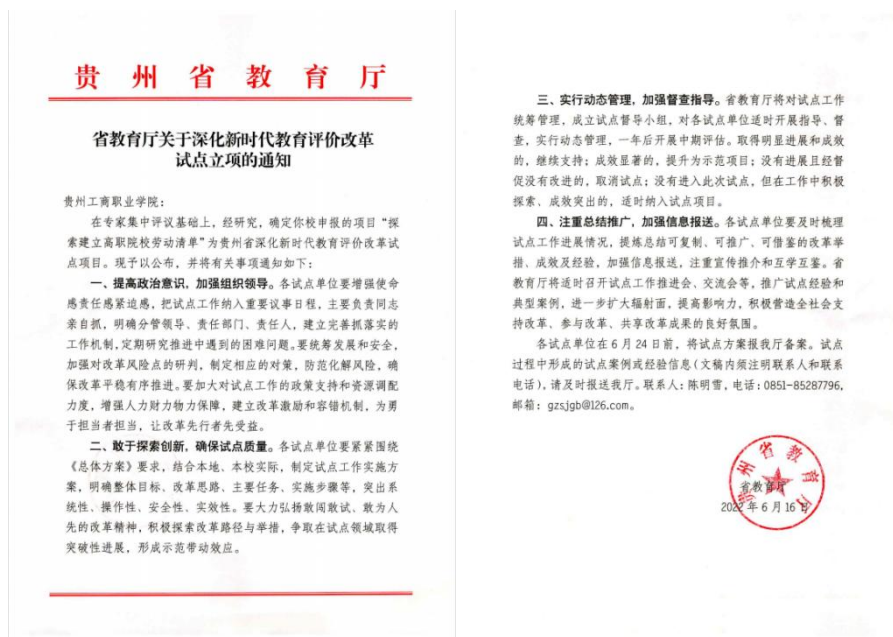 贵州省教育厅
省教育厅关于深化新时代教育评价改革
试点立项的通知
贵州工商职业学院：
在专家集中评议基础上，经研究，确定你校申报的项目“探
索建立高职院校劳动清单”为贵州省深化新时代教育评价改革试
点项目。现予以公布，并将有关事项通知如下：
一、提高政治意识，加强组织领导。各试点单位要增强使命
感责任感紧迫感，把试点工作纳入重要议事日程，主要负责同志
亲自抓，明确分管领导、责任部门、责任人，建立完善抓落实的
工作机制，定期研究推进中遇到的困难问题。要统筹发展和安全，
加强对改革风险点的研判，制定相应的对策，防范化解风险，确
保改革平稳有序推进。要加大对试点工作的政策支持和资源调配
力度，增强人力财力物力保障，建立改革激励和容错机制，为勇
于担当者担当，让改革先行者先受益。
二、敢于探索创新，确保试点质量。各试点单位要紧紧围绕
《总体方案》要求，结合本地、本校实际，制定试点工作实施方
案，明确整体目标、改革思路、主要任务、实施步骤等，突出系
统性、操作性、安全性、实效性。要大力弘扬敢闯敢试、敢为人
先的改革精神，积极探索改革路径与举措，争取在试点领域取得
突破性进展，形成示范带动效应。
三、实行动态管理，加强督查指导。省教育厅将对试点工作
统筹管理，成立试点督导小组，对各试点单位适时开展指导、督
查，实行动态管理，一年后开展中期评估。取得明显进展和成效
的，继续支持；成效显著的，提升为示范项目；没有进展且经督
促没有改进的，取消试点；没有进入此次试点，但在工作中积极
探索、成效突出的，适时纳入试点项目。
四、注重总结推广，加强信息报送。各试点单位要及时梳理
试点工作进展情况，提炼总结可复制、可推广、可借鉴的改革举
措、成效及经验，加强信息报送，注重宣传推介和互学互鉴。省
教育厅将适时召开试点工作推进会、交流会等，推广试点经验和
典型案例，进一步扩大辐射面，提高影响力，积极营造全社会支
持改革、参与改革、共享改革成果的良好氛围。
各试点单位在6月24日前，将试点方案报我厅备案。试点
过程中形成的试点案例或经验信息（文稿内须注明联系人和联系
电话），请及时报送我厅。联系人：陈明雪，电话：0851-85287796，
邮箱：gzsjgb@126.com。
贵州省教育厅
省教育厅
2022年6月16日